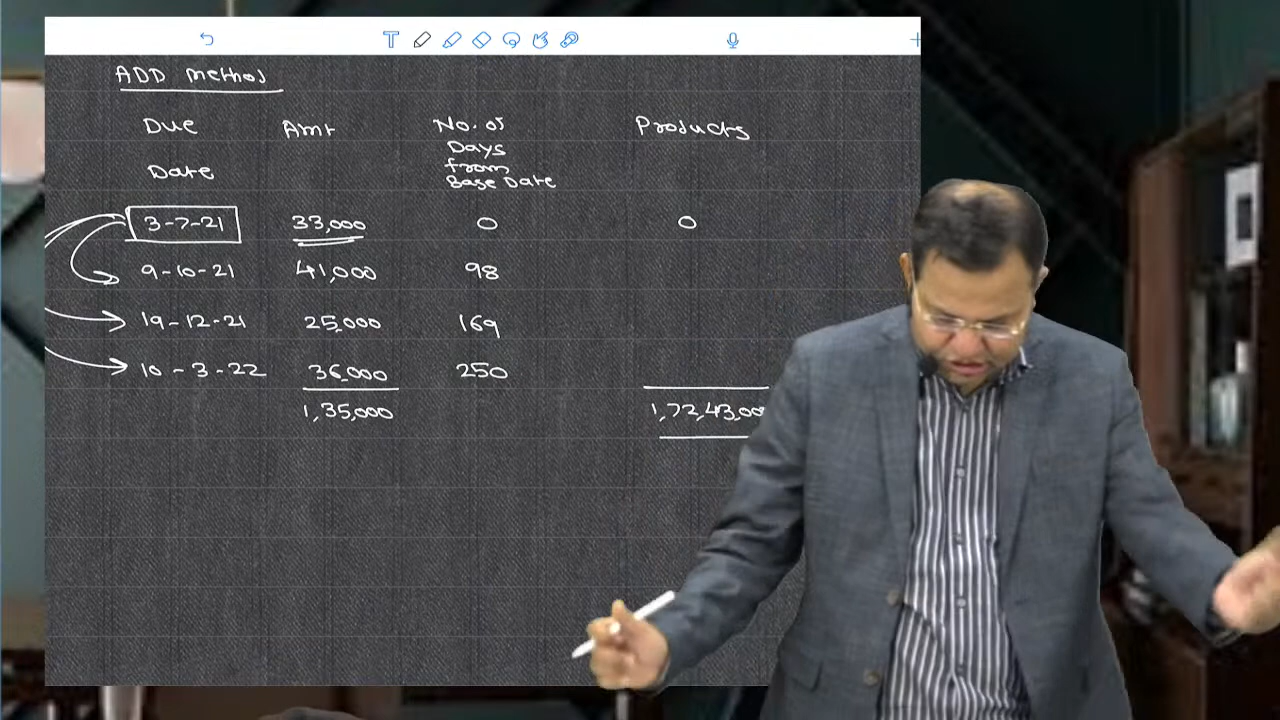 ADD method
Due Amt No. of Products
Days
Date from
Base Date
3-7-21 33,000 0 0
9-10-21 41,000 98
19-12-21 25,000 169
10-3-22 36,000 250
1,35,000 1,72,43,00